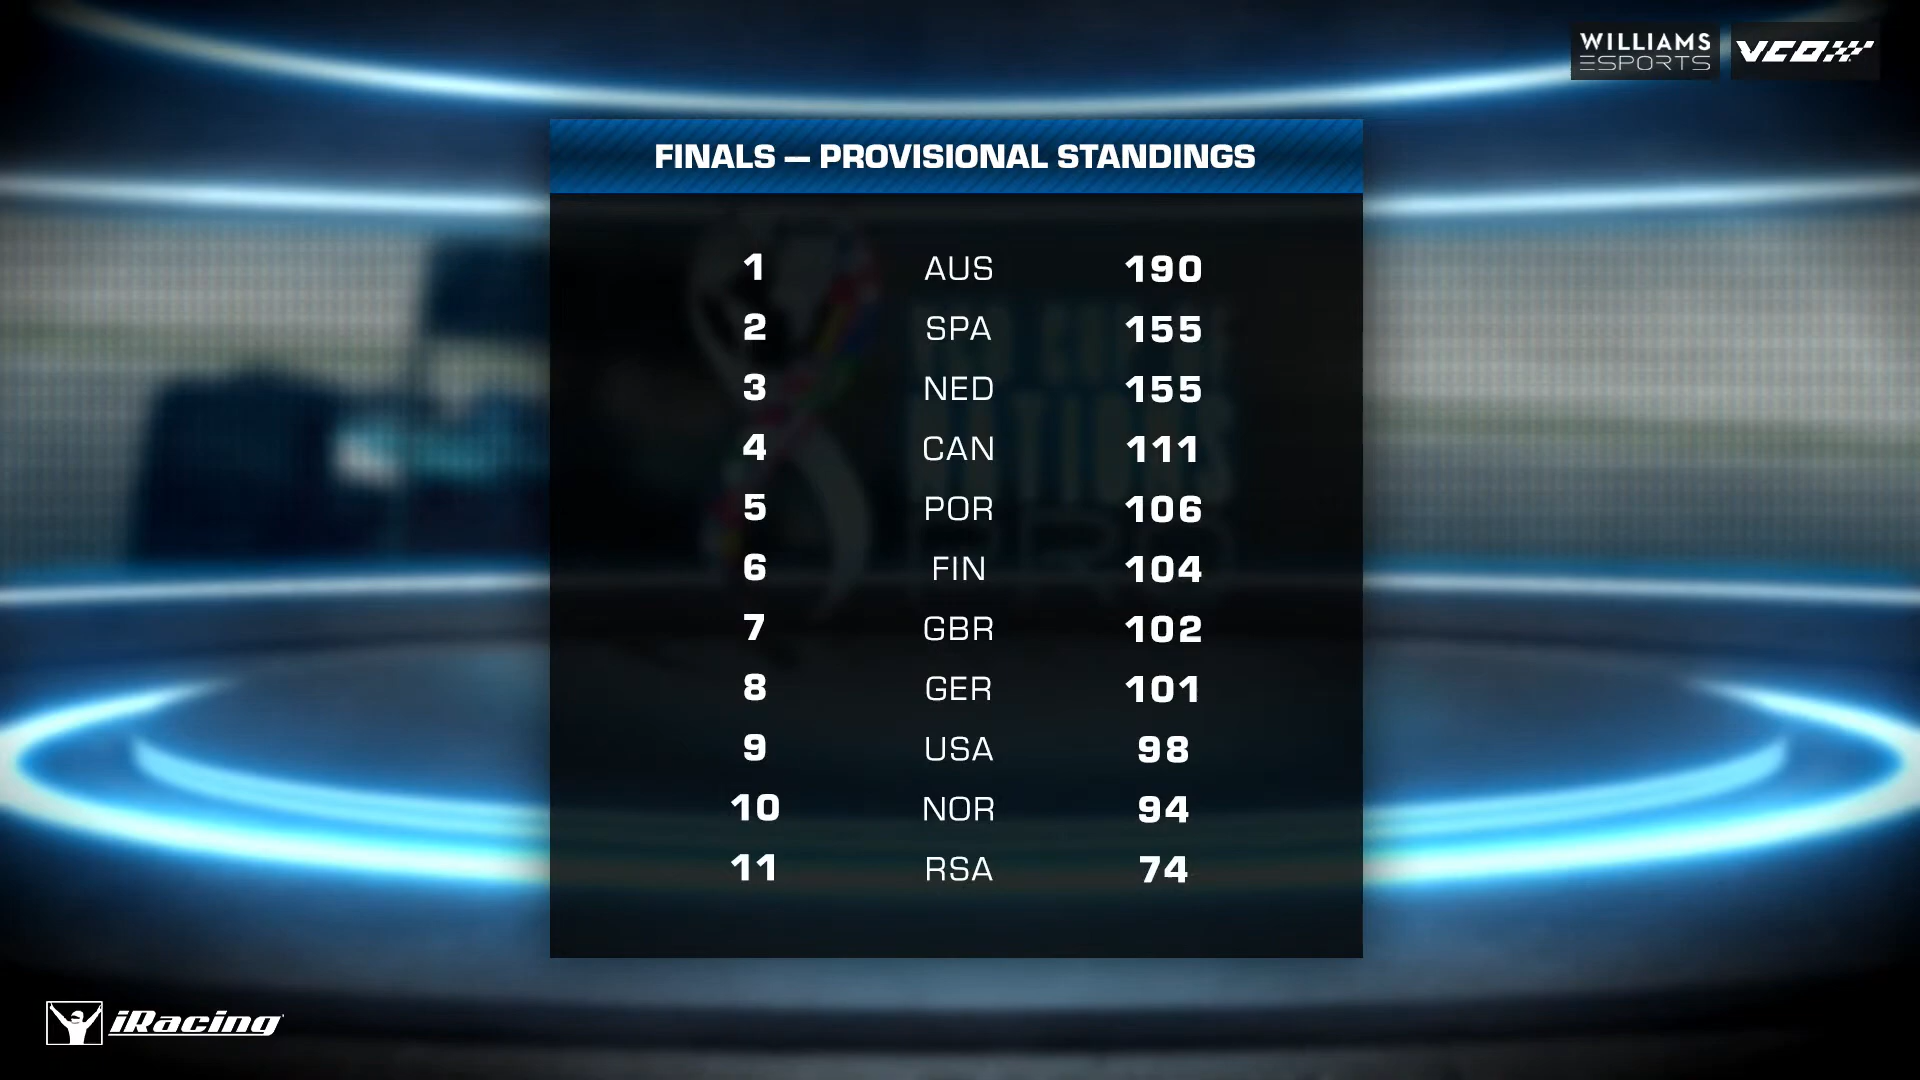 WILLIAMS
ESPORTS
VCO
FINALS — PROVISIONAL STANDINGS
1 AUS 190
2 SPA 155
3 NED 155
4 CAN 111
5 POR 106
6 FIN 104
7 GBR 102
8 GER 101
9 USA 98
10 NOR 94
11 RSA 74
iRacing